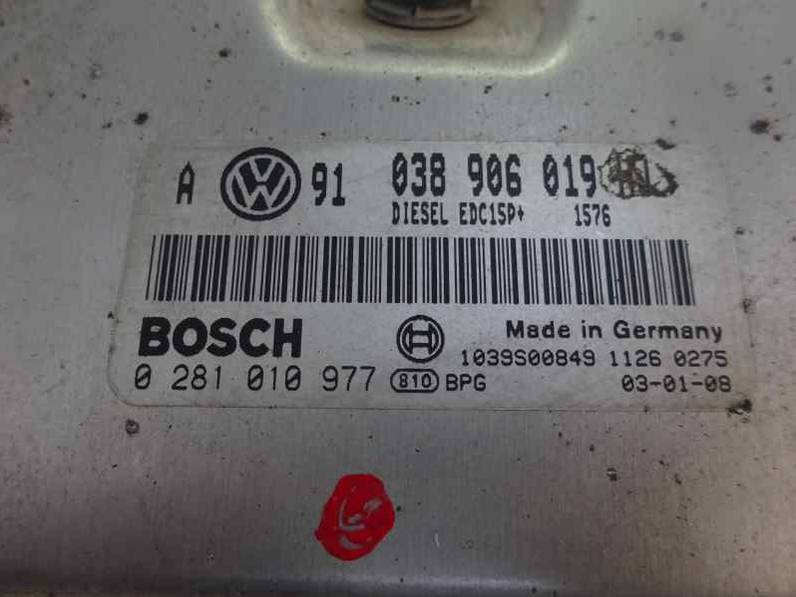 A VW 91 038 906 019
DIESEL EDC15P+ 1576
BOSCH
Made in Germany
1039S00849 1126 0275
0 281 010 977 810 BPG 03-01-08